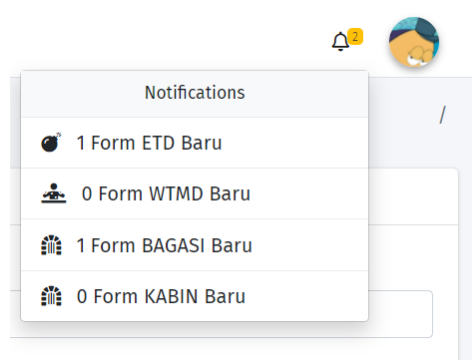 2
Notifications
/
1 Form ETD Baru
0 Form WTMD Baru
1 Form BAGASI Baru
0 Form KABIN Baru